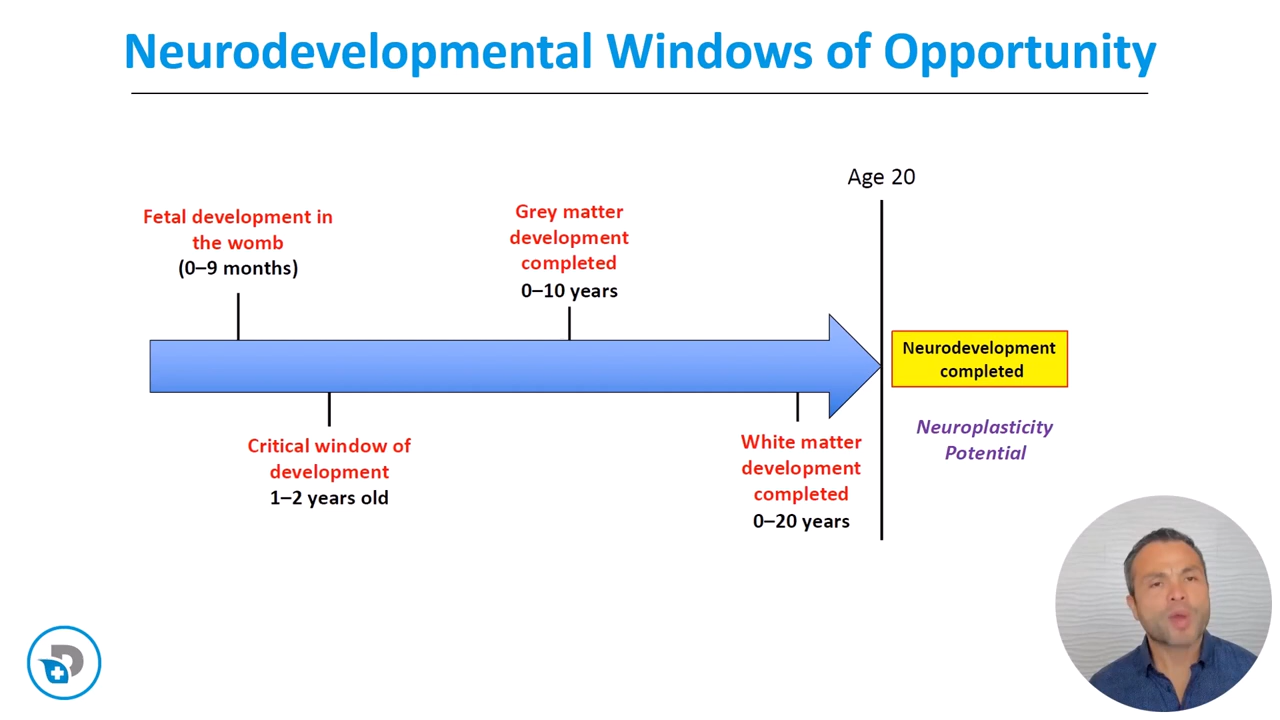 Neurodevelopmental Windows of Opportunity
Age 20
Fetal development in
the womb
(0–9 months)
Grey matter
development
completed
0–10 years
Neurodevelopment
completed
Critical window of
development
1–2 years old
White matter
development
completed
0–20 years
Neuroplasticity
Potential